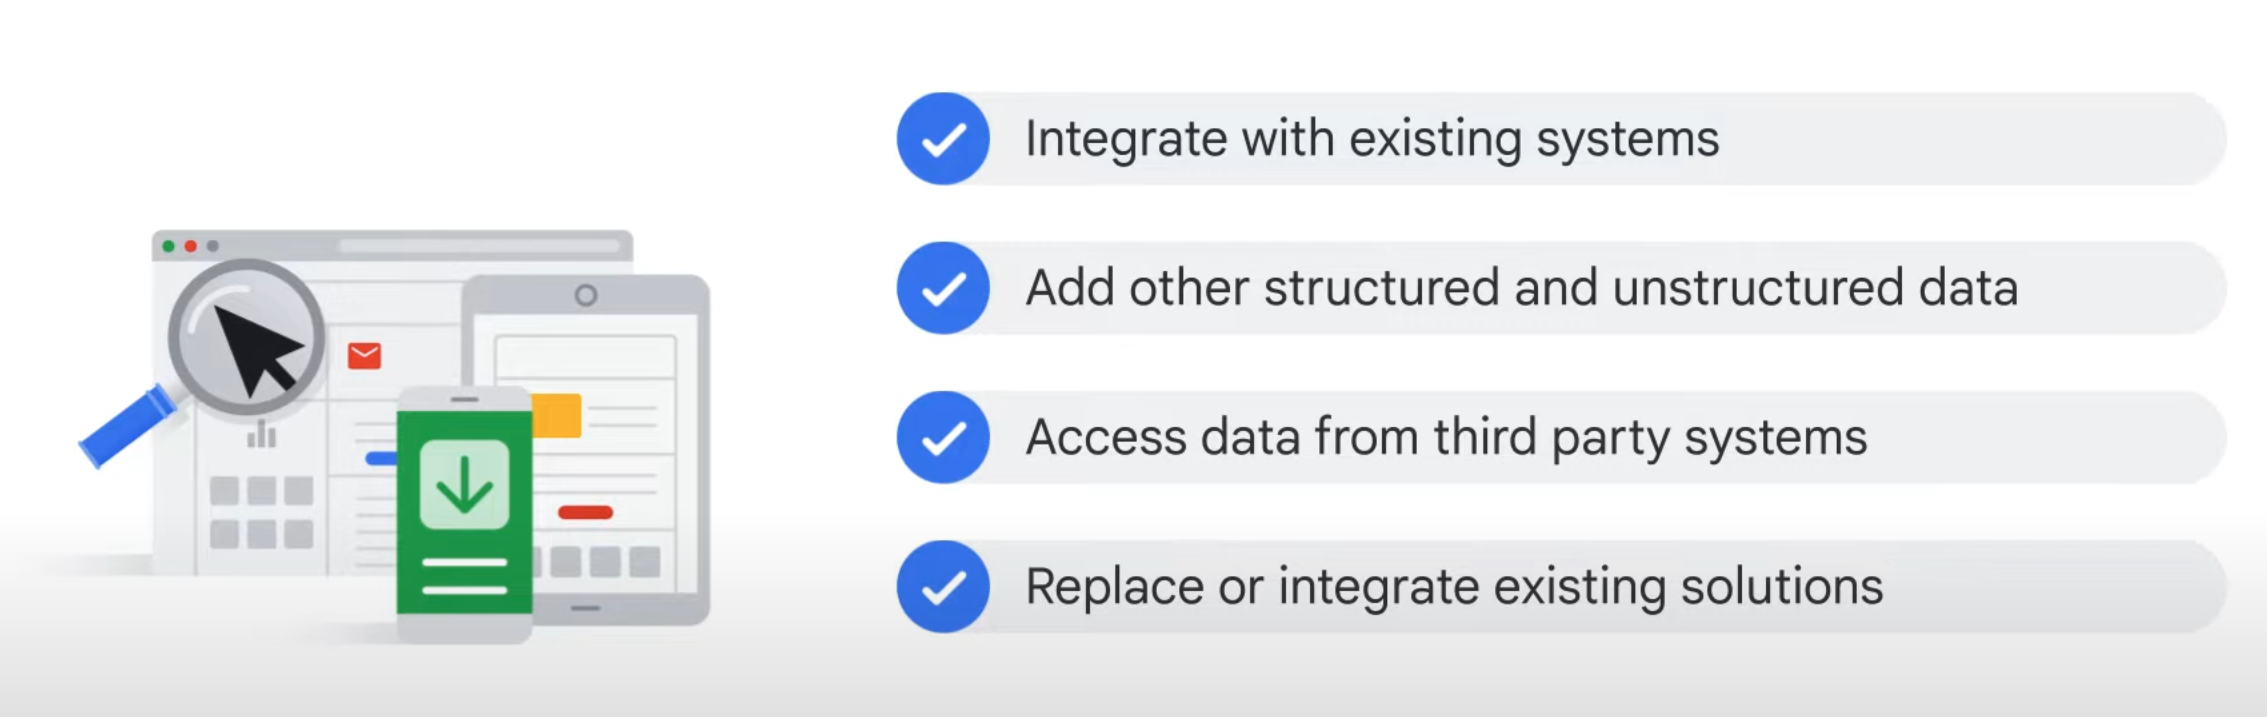 Integrate with existing systems
Add other structured and unstructured data
Access data from third party systems
Replace or integrate existing solutions